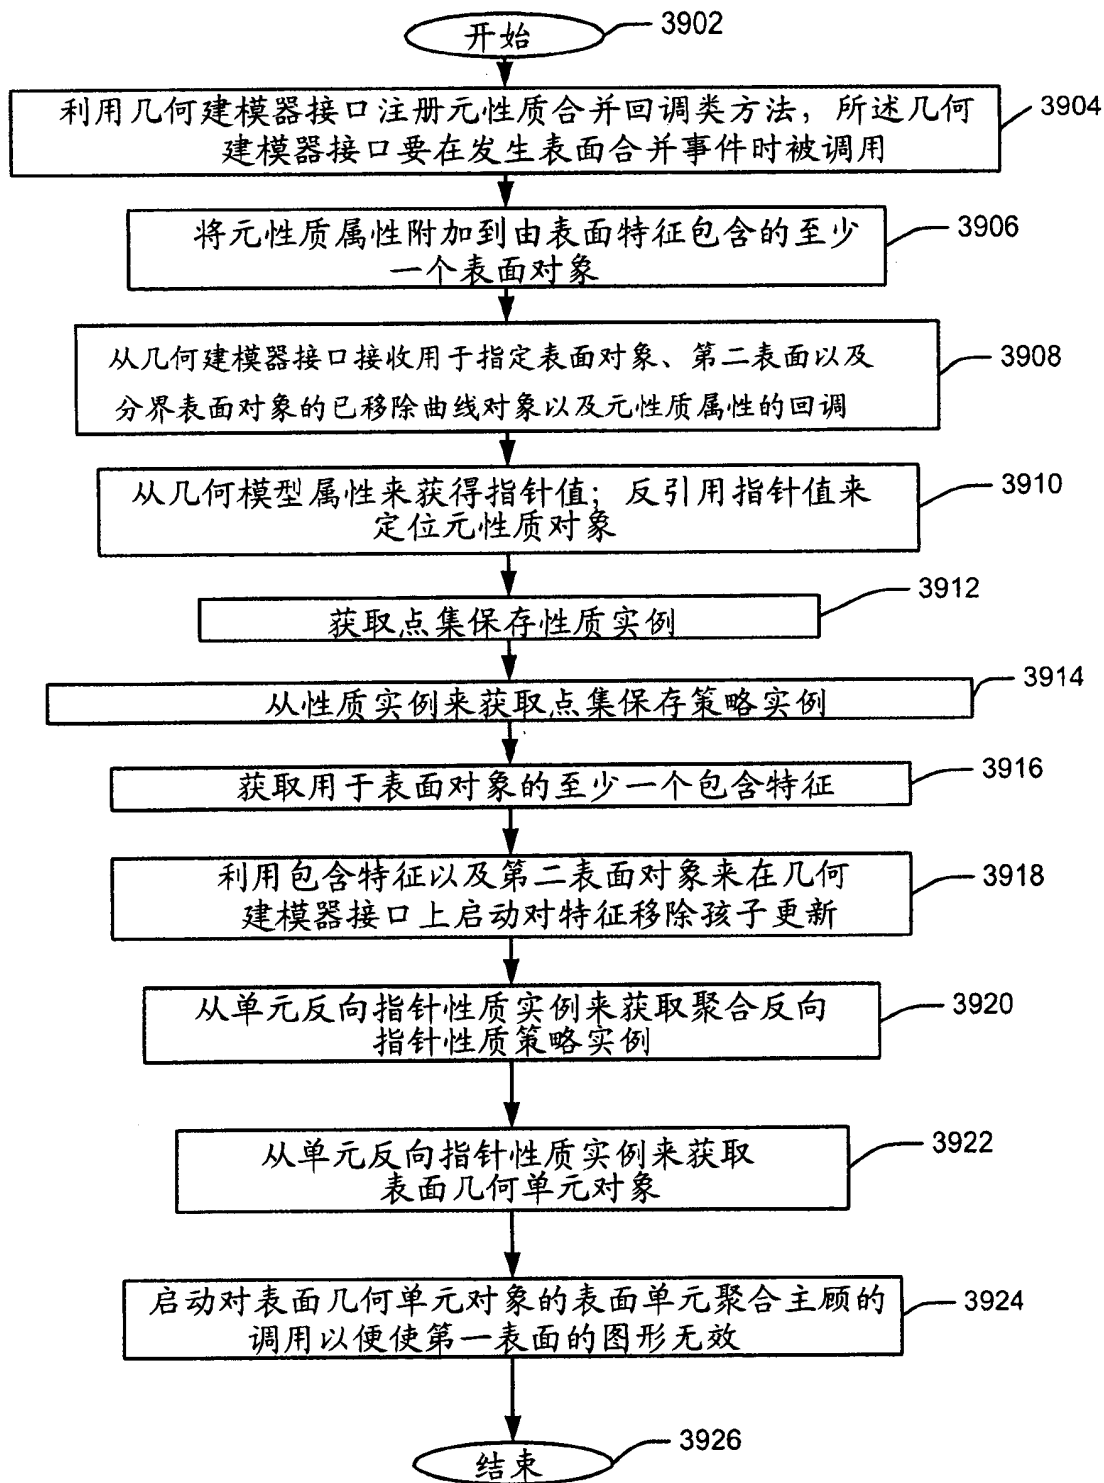 开始
3902
利用几何建模器接口注册元性质合并回调类方法，所述几何
建模器接口要在发生表面合并事件时被调用
3904
将元性质属性附加到由表面特征包含的至少
一个表面对象
3906
从几何建模器接口接收用于指定表面对象、第二表面以及
分界表面对象的已移除曲线对象以及元性质属性的回调
3908
从几何模型属性来获得指针值；反引用指针值来
定位元性质对象
3910
获取点集保存性质实例
3912
从性质实例来获取点集保存策略实例
3914
获取用于表面对象的至少一个包含特征
3916
利用包含特征以及第二表面对象来在几何
建模器接口上启动对特征移除孩子更新
3918
从单元反向指针性质实例来获取聚合反向
指针性质策略实例
3920
从单元反向指针性质实例来获取
表面几何单元对象
3922
启动对表面几何单元对象的表面单元聚合主顾的
调用以便使第一表面的图形无效
3924
结束
3926